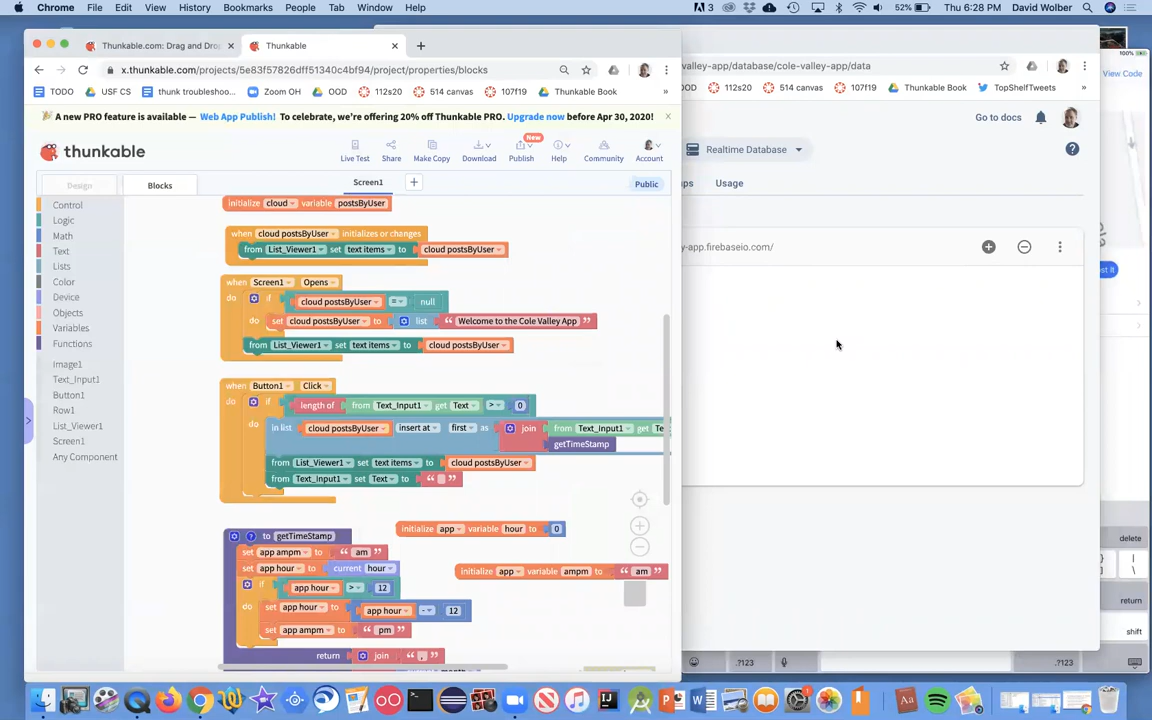 Chrome File Edit View History Bookmarks People Tab Window Help
3 52% Thu 6:28 PM David Wolber
Thunkable.com: Drag and Dro
Thunkable
x.thunkable.com/projects/5e83f57826dff51340c4bf94/project/properties/blocks
valley-app/database/cole-valley-app/data
TODO USF CS thunk troubleshoo... Zoom OH OOD 112s20 514 canvas 107f19 Thunkable Book »
OOD 112s20 514 canvas 107f19 Thunkable Book TopShelfTweets
100%
View Code
A new PRO feature is available — Web App Publish! To celebrate, we're offering 20% off Thunkable PRO. Upgrade now before Apr 30, 2020!
Go to docs
thunkable
Live Test Share Make Copy Download New Publish Help Community Account
Realtime Database
Design Blocks Screen1 Public
ps Usage
Control
Logic
Math
Text
Lists
Color
Device
Objects
Variables
Functions
Image1
Text_Input1
Button1
Row1
List_Viewer1
Screen1
Any Component
initialize cloud variable postsByUser
when cloud postsByUser initializes or changes
from List_Viewer1 set text items to cloud postsByUser
when Screen1 Opens
do if cloud postsByUser = null
do set cloud postsByUser to list “ Welcome to the Cole Valley App ”
from List_Viewer1 set text items to cloud postsByUser
when Button1 Click
do if length of from Text_Input1 get Text > 0
do in list cloud postsByUser insert at first as join from Text_Input1 get Te
getTimeStamp
from List_Viewer1 set text items to cloud postsByUser
from Text_Input1 set Text to “ ”
initialize app variable hour to 0
to getTimeStamp
set app ampm to “ am ”
set app hour to current hour
initialize app variable ampm to “ am ”
if app hour > 12
do set app hour to app hour - 12
set app ampm to “ pm ”
return join “ , ”
y-app.firebaseio.com/
st It
delete
return
shift
.?123
.?123